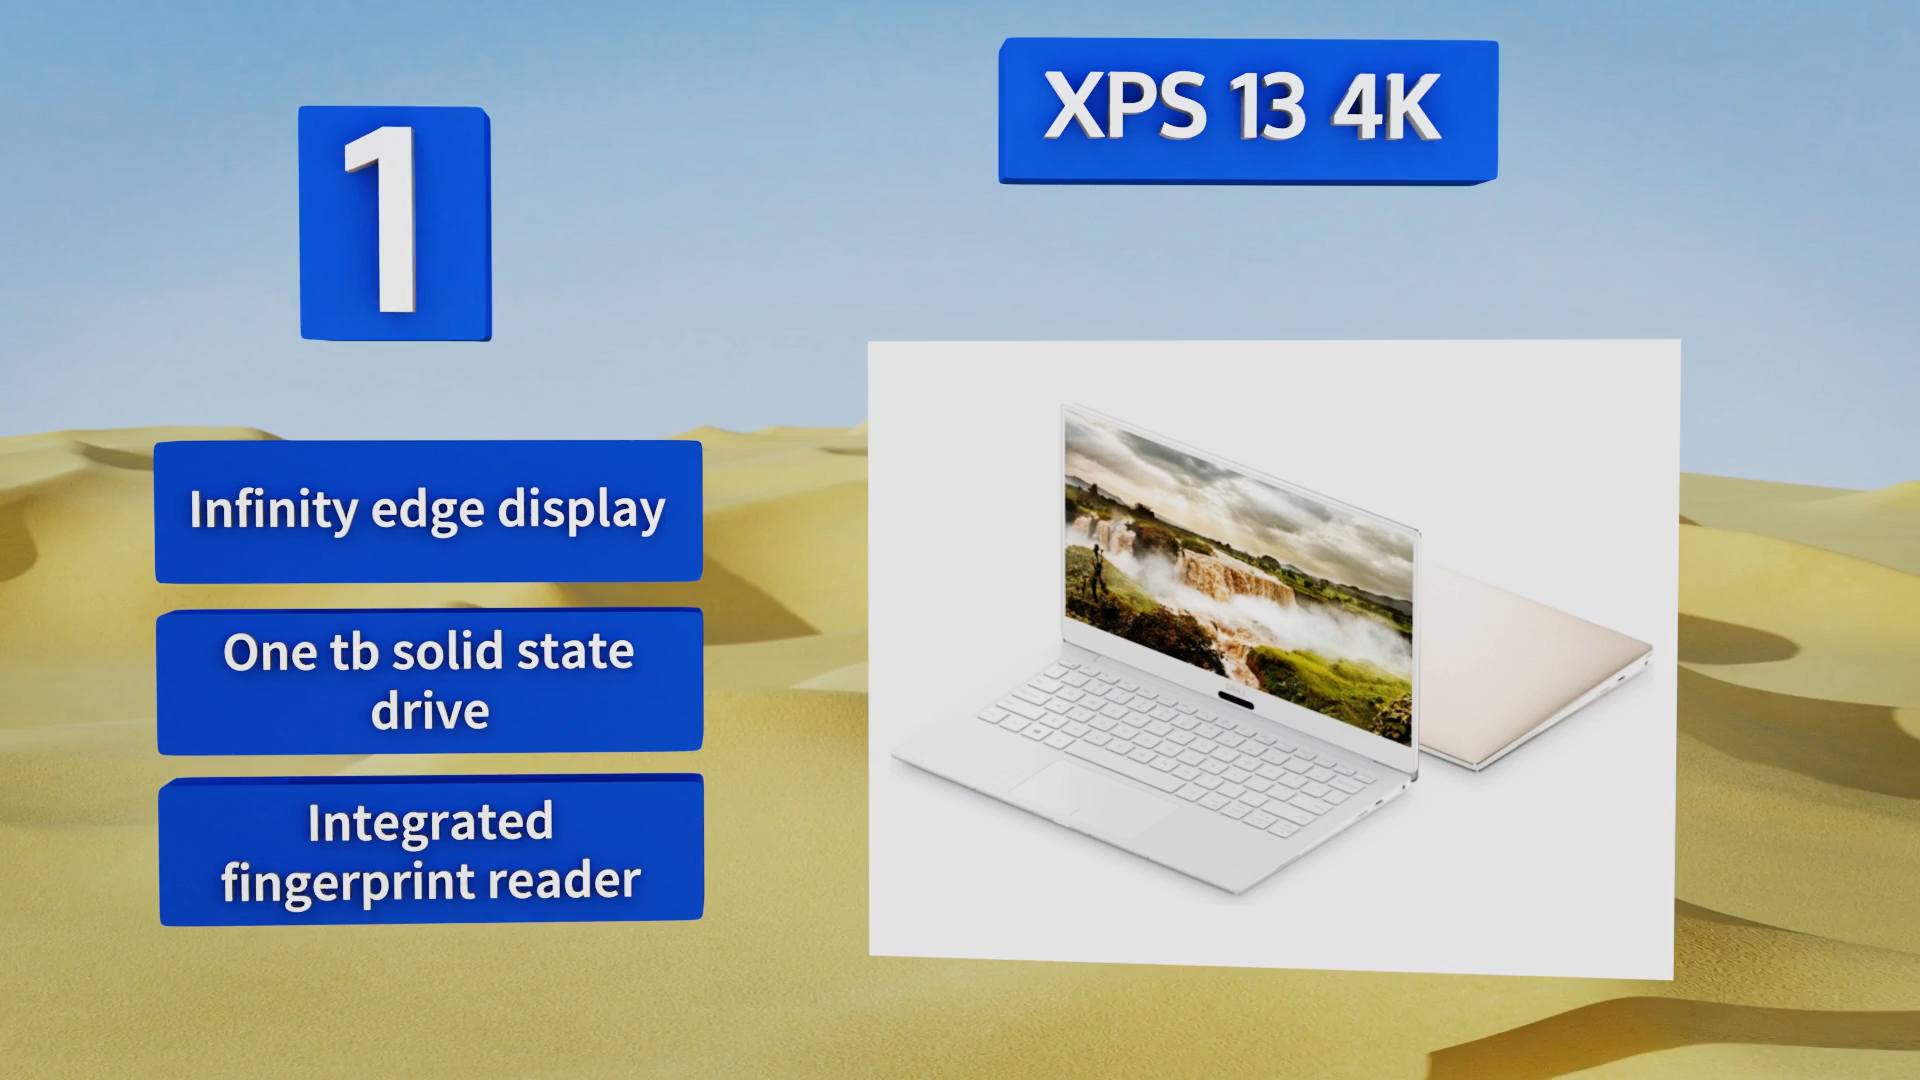 1
XPS 13 4K
Infinity edge display
One tb solid state
drive
Integrated
fingerprint reader